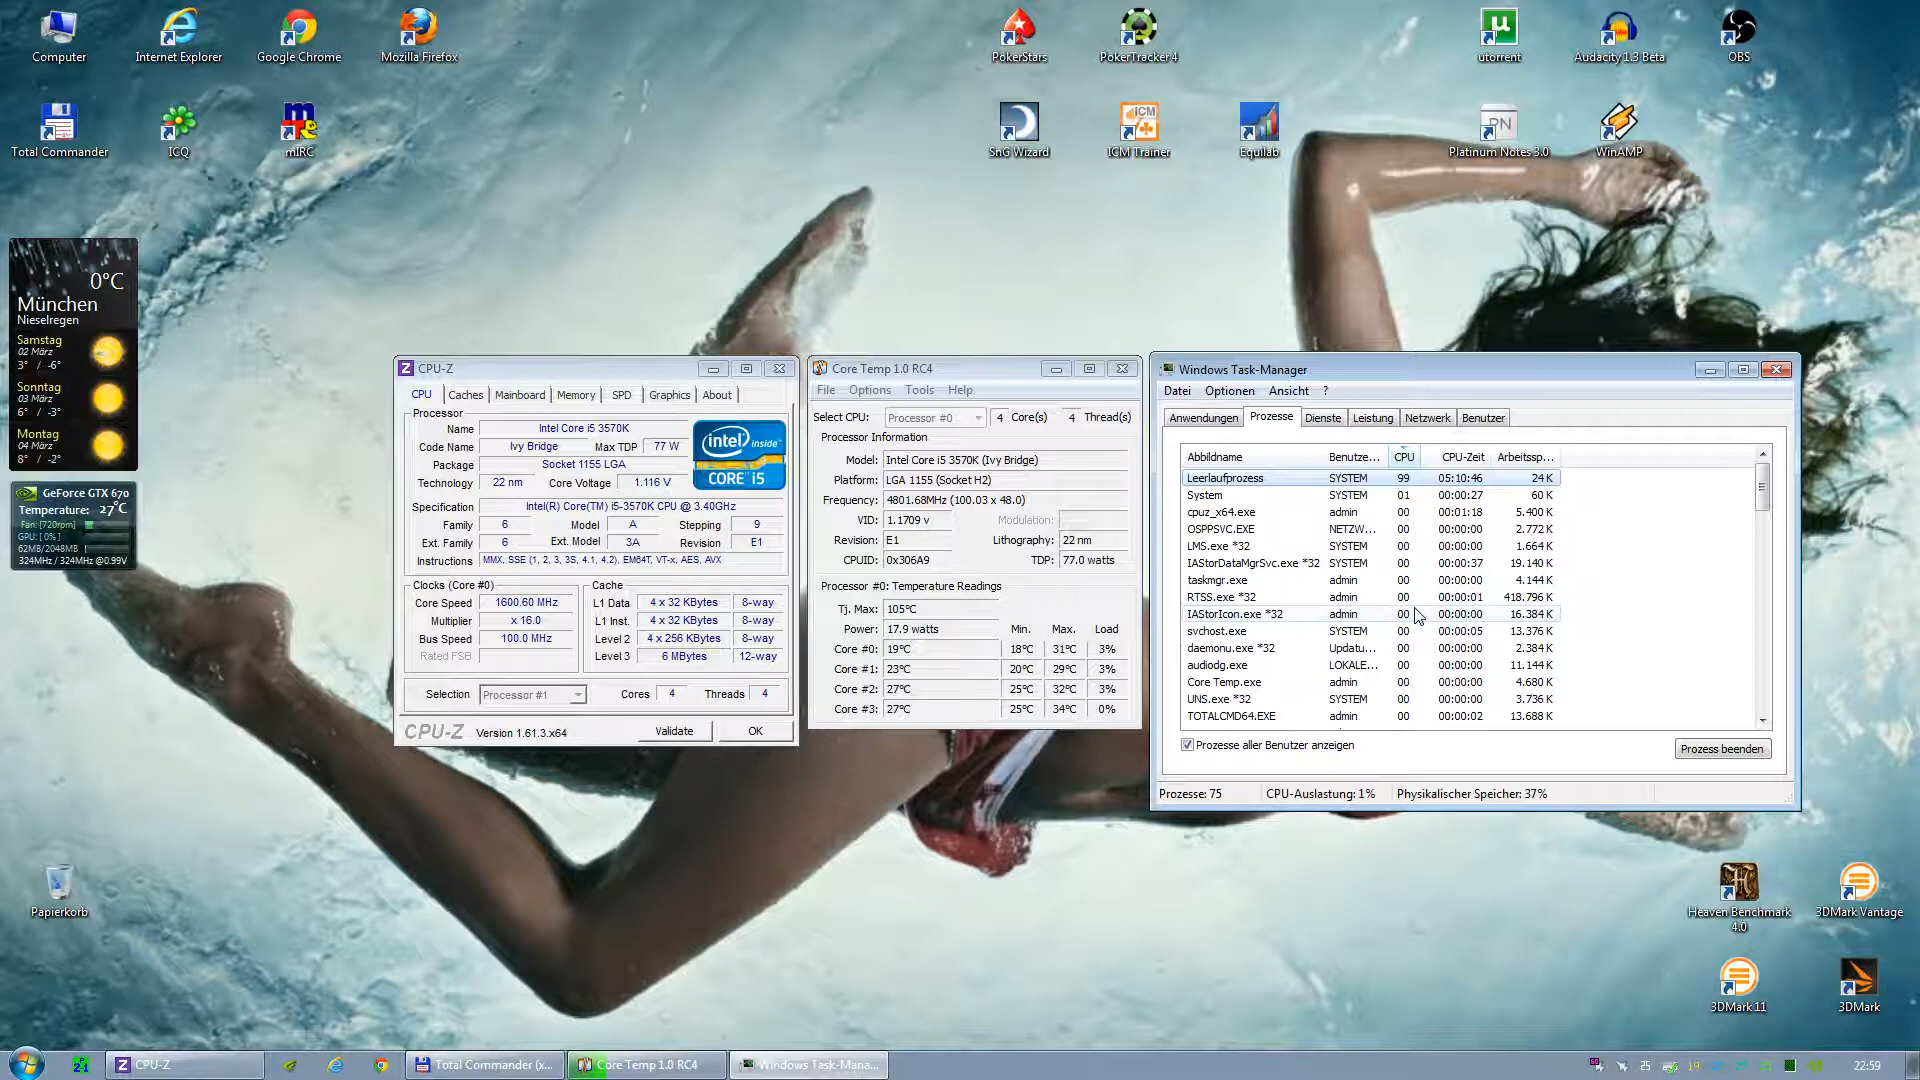 Computer
Internet Explorer
Google Chrome
Mozilla Firefox
PokerStars
PokerTracker 4
utorrent
Audacity 1.3 Beta
OBS
Total Commander
ICQ
mIRC
SnG Wizard
ICM
ICM Trainer
Equilab
PN
Platinum Notes 3.0
WinAMP
0°C
München
Nieselregen
Samstag
02 März
3° / -6°
Sonntag
03 März
6° / -3°
Montag
04 März
8° / -2°
GeForce GTX 670
Temperature: 27°C
Fan: [720rpm]
GPU: [ 0%]
62MB/2048MB
324MHz / 324MHz @0.99V
CPU-Z
CPU Caches Mainboard Memory SPD Graphics About
Processor
Name Intel Core i5 3570K
Code Name Ivy Bridge Max TDP 77 W
Package Socket 1155 LGA
Technology 22 nm Core Voltage 1.116 V
intel inside
CORE i5
Specification Intel(R) Core(TM) i5-3570K CPU @ 3.40GHz
Family 6 Model A Stepping 9
Ext. Family 6 Ext. Model 3A Revision E1
Instructions MMX, SSE (1, 2, 3, 3S, 4.1, 4.2), EM64T, VT-x, AES, AVX
Clocks (Core #0)
Core Speed 1600.60 MHz
Multiplier x 16.0
Bus Speed 100.0 MHz
Rated FSB
Cache
L1 Data 4 x 32 KBytes 8-way
L1 Inst. 4 x 32 KBytes 8-way
Level 2 4 x 256 KBytes 8-way
Level 3 6 MBytes 12-way
Selection Processor #1 Cores 4 Threads 4
CPU-Z Version 1.61.3.x64 Validate OK
Core Temp 1.0 RC4
File Options Tools Help
Select CPU: Processor #0 4 Core(s) 4 Thread(s)
Processor Information
Model: Intel Core i5 3570K (Ivy Bridge)
Platform: LGA 1155 (Socket H2)
Frequency: 4801.68MHz (100.03 x 48.0)
VID: 1.1709 v Modulation:
Revision: E1 Lithography: 22 nm
CPUID: 0x306A9 TDP: 77.0 watts
Processor #0: Temperature Readings
Tj. Max: 105°C
Power: 17.9 watts Min. Max. Load
Core #0: 19°C 18°C 31°C 3%
Core #1: 23°C 20°C 29°C 3%
Core #2: 27°C 25°C 32°C 3%
Core #3: 27°C 25°C 34°C 0%
Windows Task-Manager
Datei Optionen Ansicht ?
Anwendungen Prozesse Dienste Leistung Netzwerk Benutzer
Abbildname Benutze... CPU CPU-Zeit Arbeitssp...
Leerlaufprozess SYSTEM 99 05:10:46 24 K
System SYSTEM 01 00:00:27 60 K
cpuz_x64.exe admin 00 00:01:18 5.400 K
OSPPSVC.EXE NETZW... 00 00:00:00 2.772 K
LMS.exe *32 SYSTEM 00 00:00:00 1.664 K
IAStorDataMgrSvc.exe *32 SYSTEM 00 00:00:37 19.140 K
taskmgr.exe admin 00 00:00:00 4.144 K
RTSS.exe *32 admin 00 00:00:01 418.796 K
IAStorIcon.exe *32 admin 00 00:00:00 16.384 K
svchost.exe SYSTEM 00 00:00:05 13.376 K
daemonu.exe *32 Updatu... 00 00:00:00 2.384 K
audiodg.exe LOKALE... 00 00:00:00 11.144 K
Core Temp.exe admin 00 00:00:00 4.680 K
UNS.exe *32 SYSTEM 00 00:00:00 3.736 K
TOTALCMD64.EXE admin 00 00:00:02 13.688 K
Prozesse aller Benutzer anzeigen
Prozess beenden
Prozesse: 75 CPU-Auslastung: 1% Physikalischer Speicher: 37%
Papierkorb
Heaven Benchmark
4.0
3DMark Vantage
3DMark 11
3DMark
CPU-Z
Total Commander (x...
Core Temp 1.0 RC4
Windows Task-Mana...
25
19
22:59